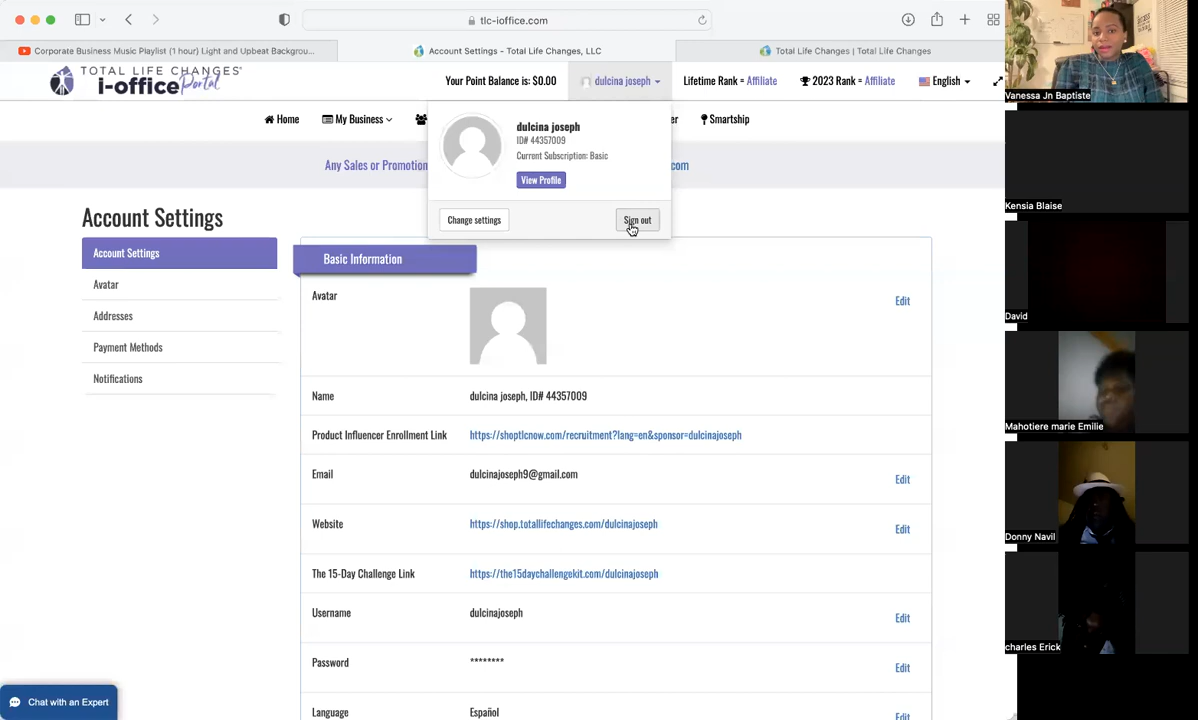 tlc-ioffice.com
Corporate Business Music Playlist (1 hour) Light and Upbeat Backgrou...
Account Settings - Total Life Changes, LLC
Total Life Changes | Total Life Changes
TOTAL LIFE CHANGES®
i-office Portal
Your Point Balance is: $0.00
dulcina joseph
Lifetime Rank = Affiliate
2023 Rank = Affiliate
English
Home
My Business
er
Smartship
Any Sales or Promotion
com
dulcina joseph
ID# 44357009
Current Subscription: Basic
View Profile
Change settings
Sign out
Account Settings
Account Settings
Avatar
Addresses
Payment Methods
Notifications
Basic Information
Avatar
Edit
Name
dulcina joseph, ID# 44357009
Product Influencer Enrollment Link
https://shoptlcnow.com/recruitment?lang=en&sponsor=dulcinajoseph
Email
dulcinajoseph9@gmail.com
Edit
Website
https://shop.totallifechanges.com/dulcinajoseph
Edit
The 15-Day Challenge Link
https://the15daychallengekit.com/dulcinajoseph
Username
dulcinajoseph
Edit
Password
********
Edit
Language
Español
Edit
Chat with an Expert
Vanessa Jn Baptiste
Kensia Blaise
David
Mahotiere marie Emilie
Donny Navil
charles Erick